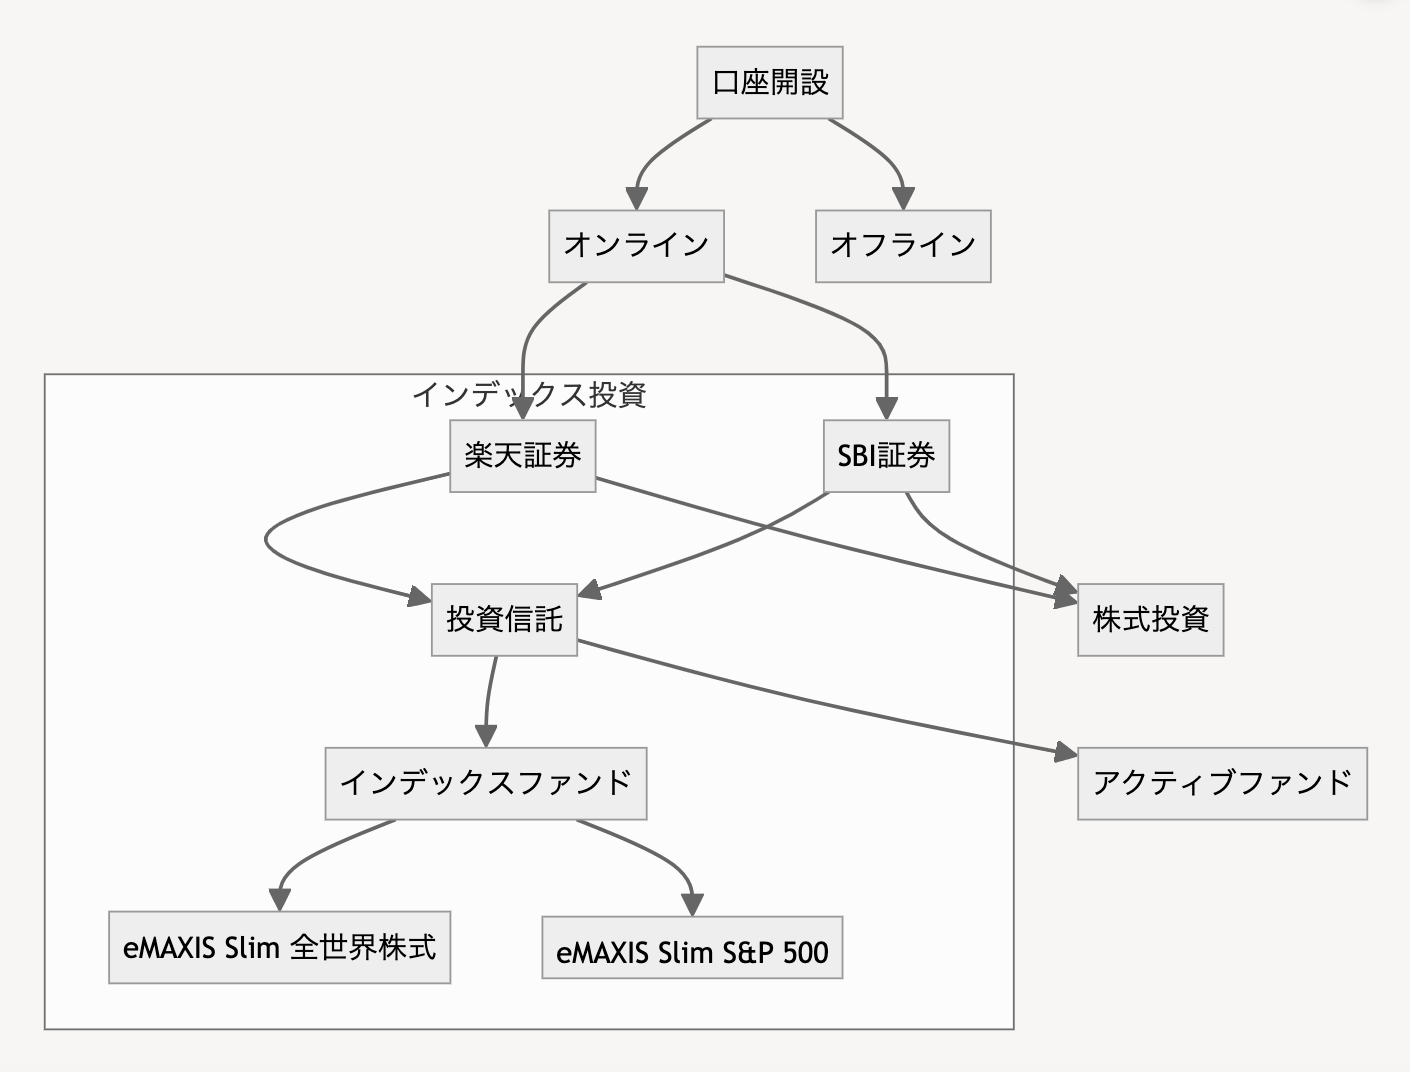 口座開設
オンライン
オフライン
インデックス投資
楽天証券
SBI証券
投資信託
株式投資
インデックスファンド
アクティブファンド
eMAXIS Slim 全世界株式
eMAXIS Slim S&P 500